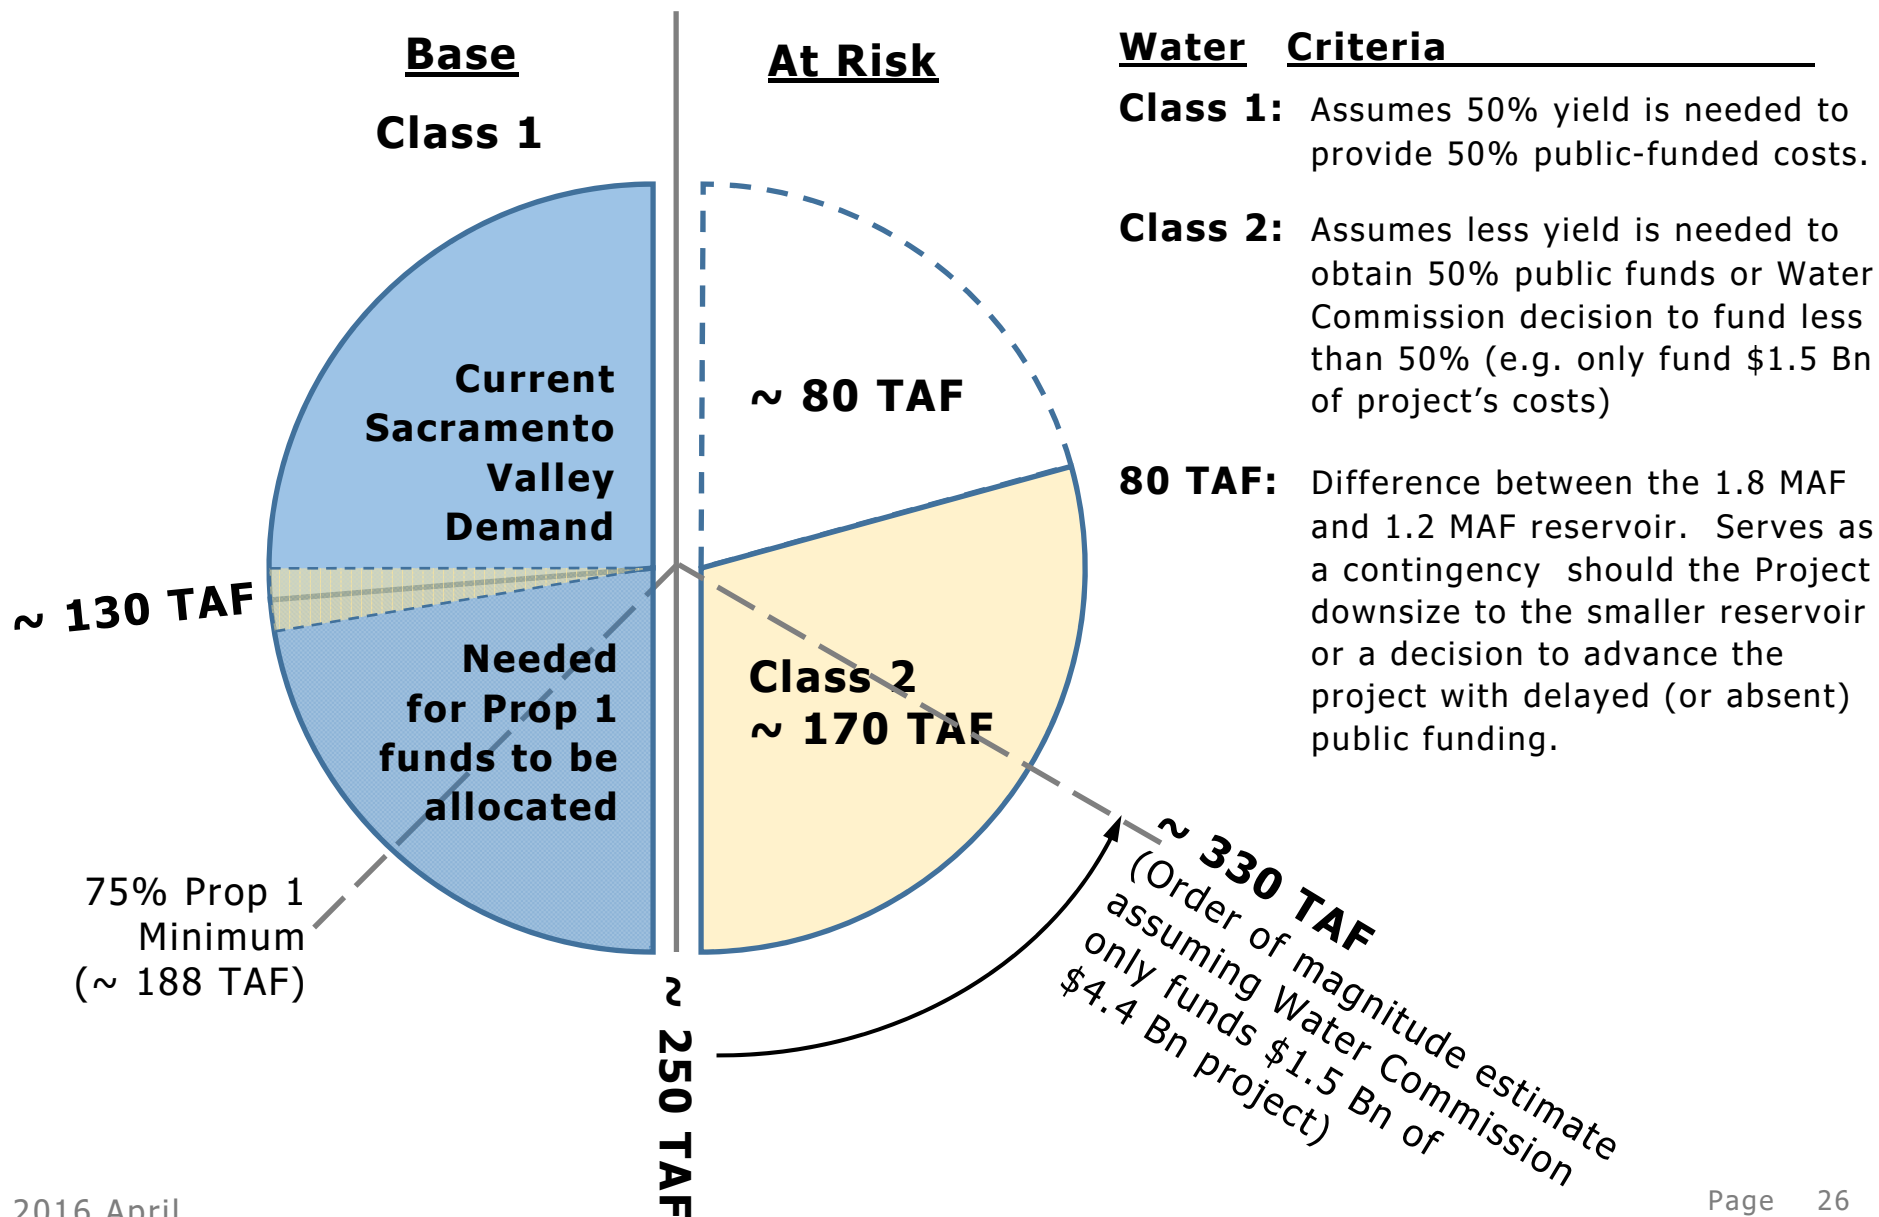 Base
Class 1
At Risk
Current
Sacramento
Valley
Demand
~ 130 TAF
Needed
for Prop 1
funds to be
allocated
75% Prop 1
Minimum
(~ 188 TAF)
~ 80 TAF
Class 2
~ 170 TAF
~ 250 TAF
~ 330 TAF
(Order of magnitude estimate
assuming Water Commission
only funds $1.5 Bn of
$4.4 Bn project)
Water Criteria
Class 1: Assumes 50% yield is needed to
provide 50% public-funded costs.
Class 2: Assumes less yield is needed to
obtain 50% public funds or Water
Commission decision to fund less
than 50% (e.g. only fund $1.5 Bn
of project’s costs)
80 TAF: Difference between the 1.8 MAF
and 1.2 MAF reservoir. Serves as
a contingency should the Project
downsize to the smaller reservoir
or a decision to advance the
project with delayed (or absent)
public funding.
2016 April
Page 26